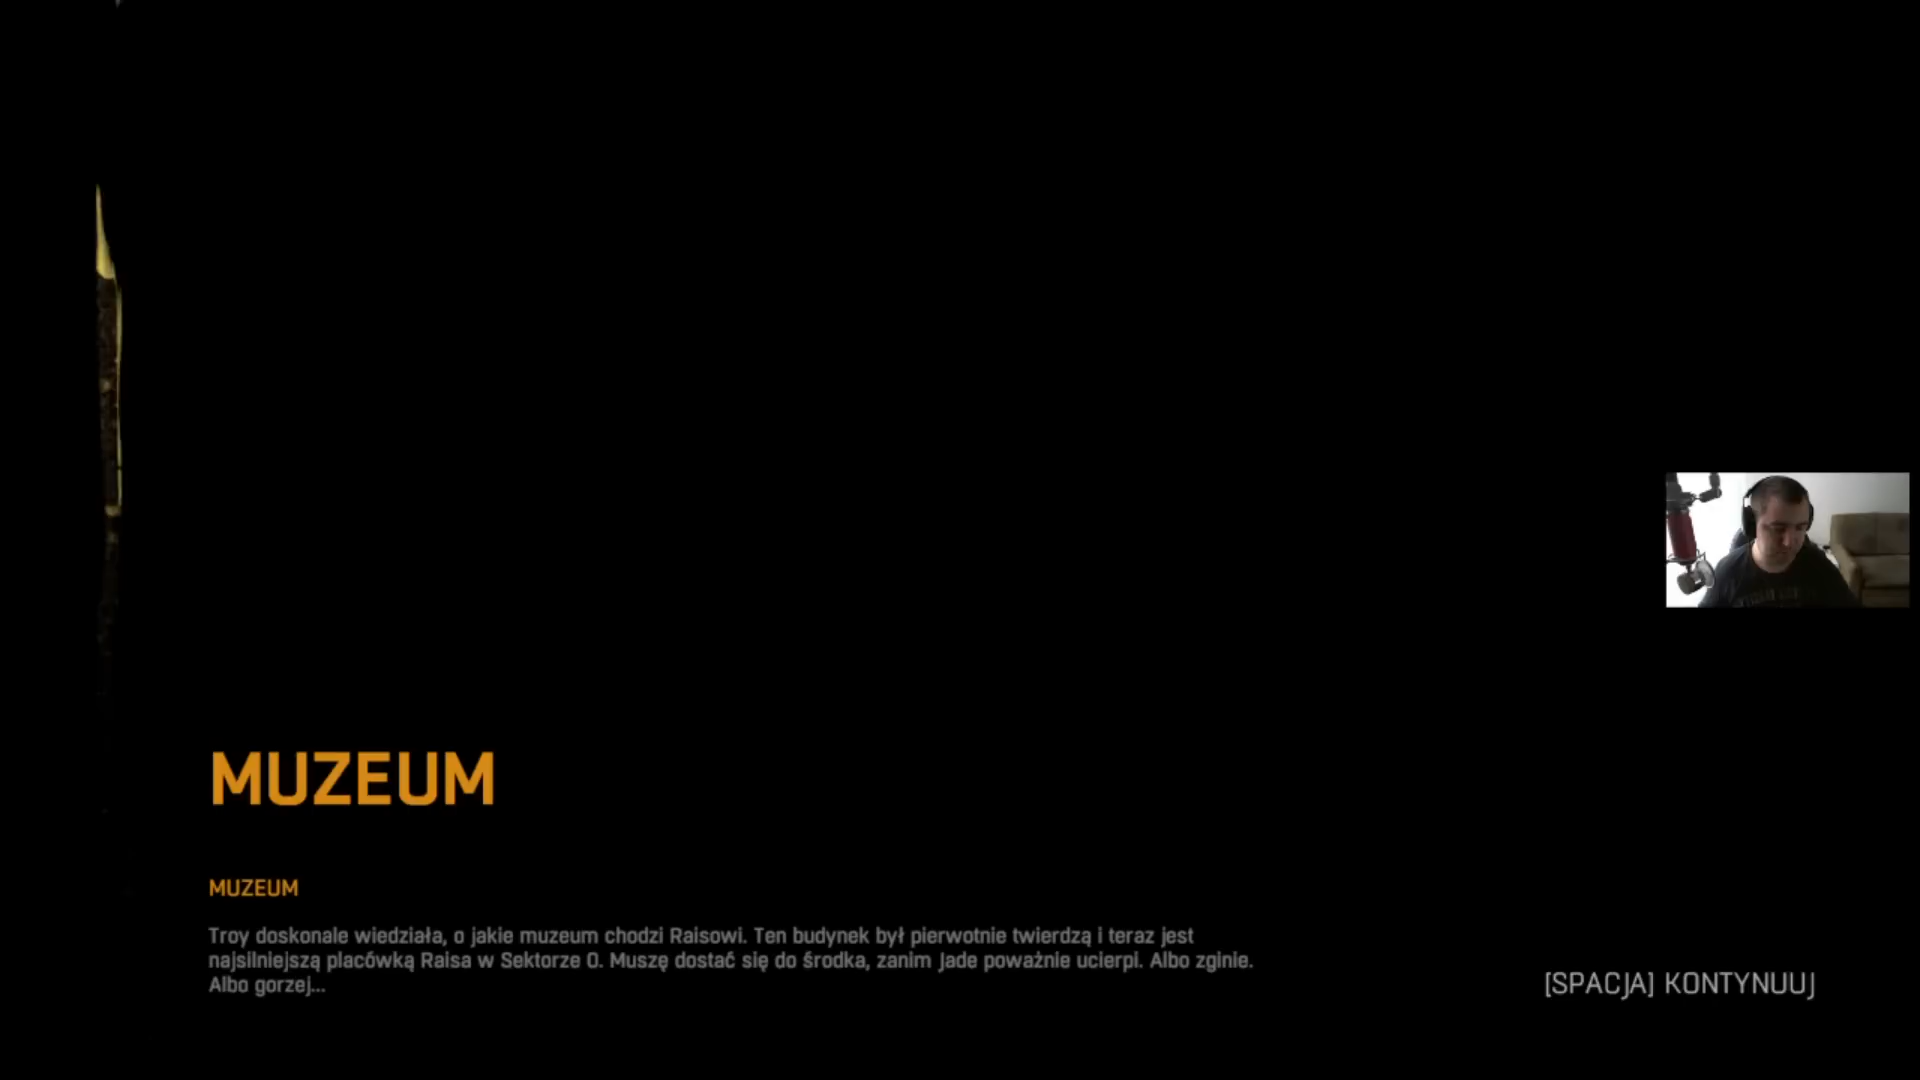 MUZEUM
MUZEUM
Troy doskonale wiedziała, o jakie muzeum chodzi Raisowi. Ten budynek był pierwotnie twierdzą i teraz jest
najsilniejszą placówką Raisa w Sektorze 0. Muszę dostać się do środka, zanim Jade poważnie ucierpi. Albo zginie.
Albo gorzej...
[SPACJA] KONTYNUUJ